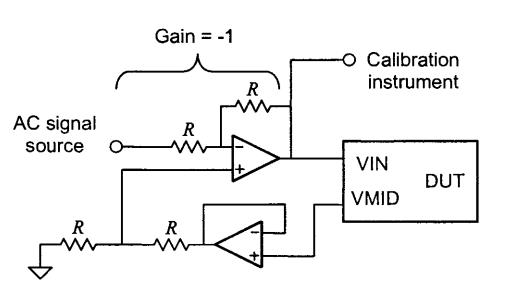 Gain = -1
Calibration
instrument
R
AC signal
source
R
-
+
VIN
DUT
VMID
R
R
-
+